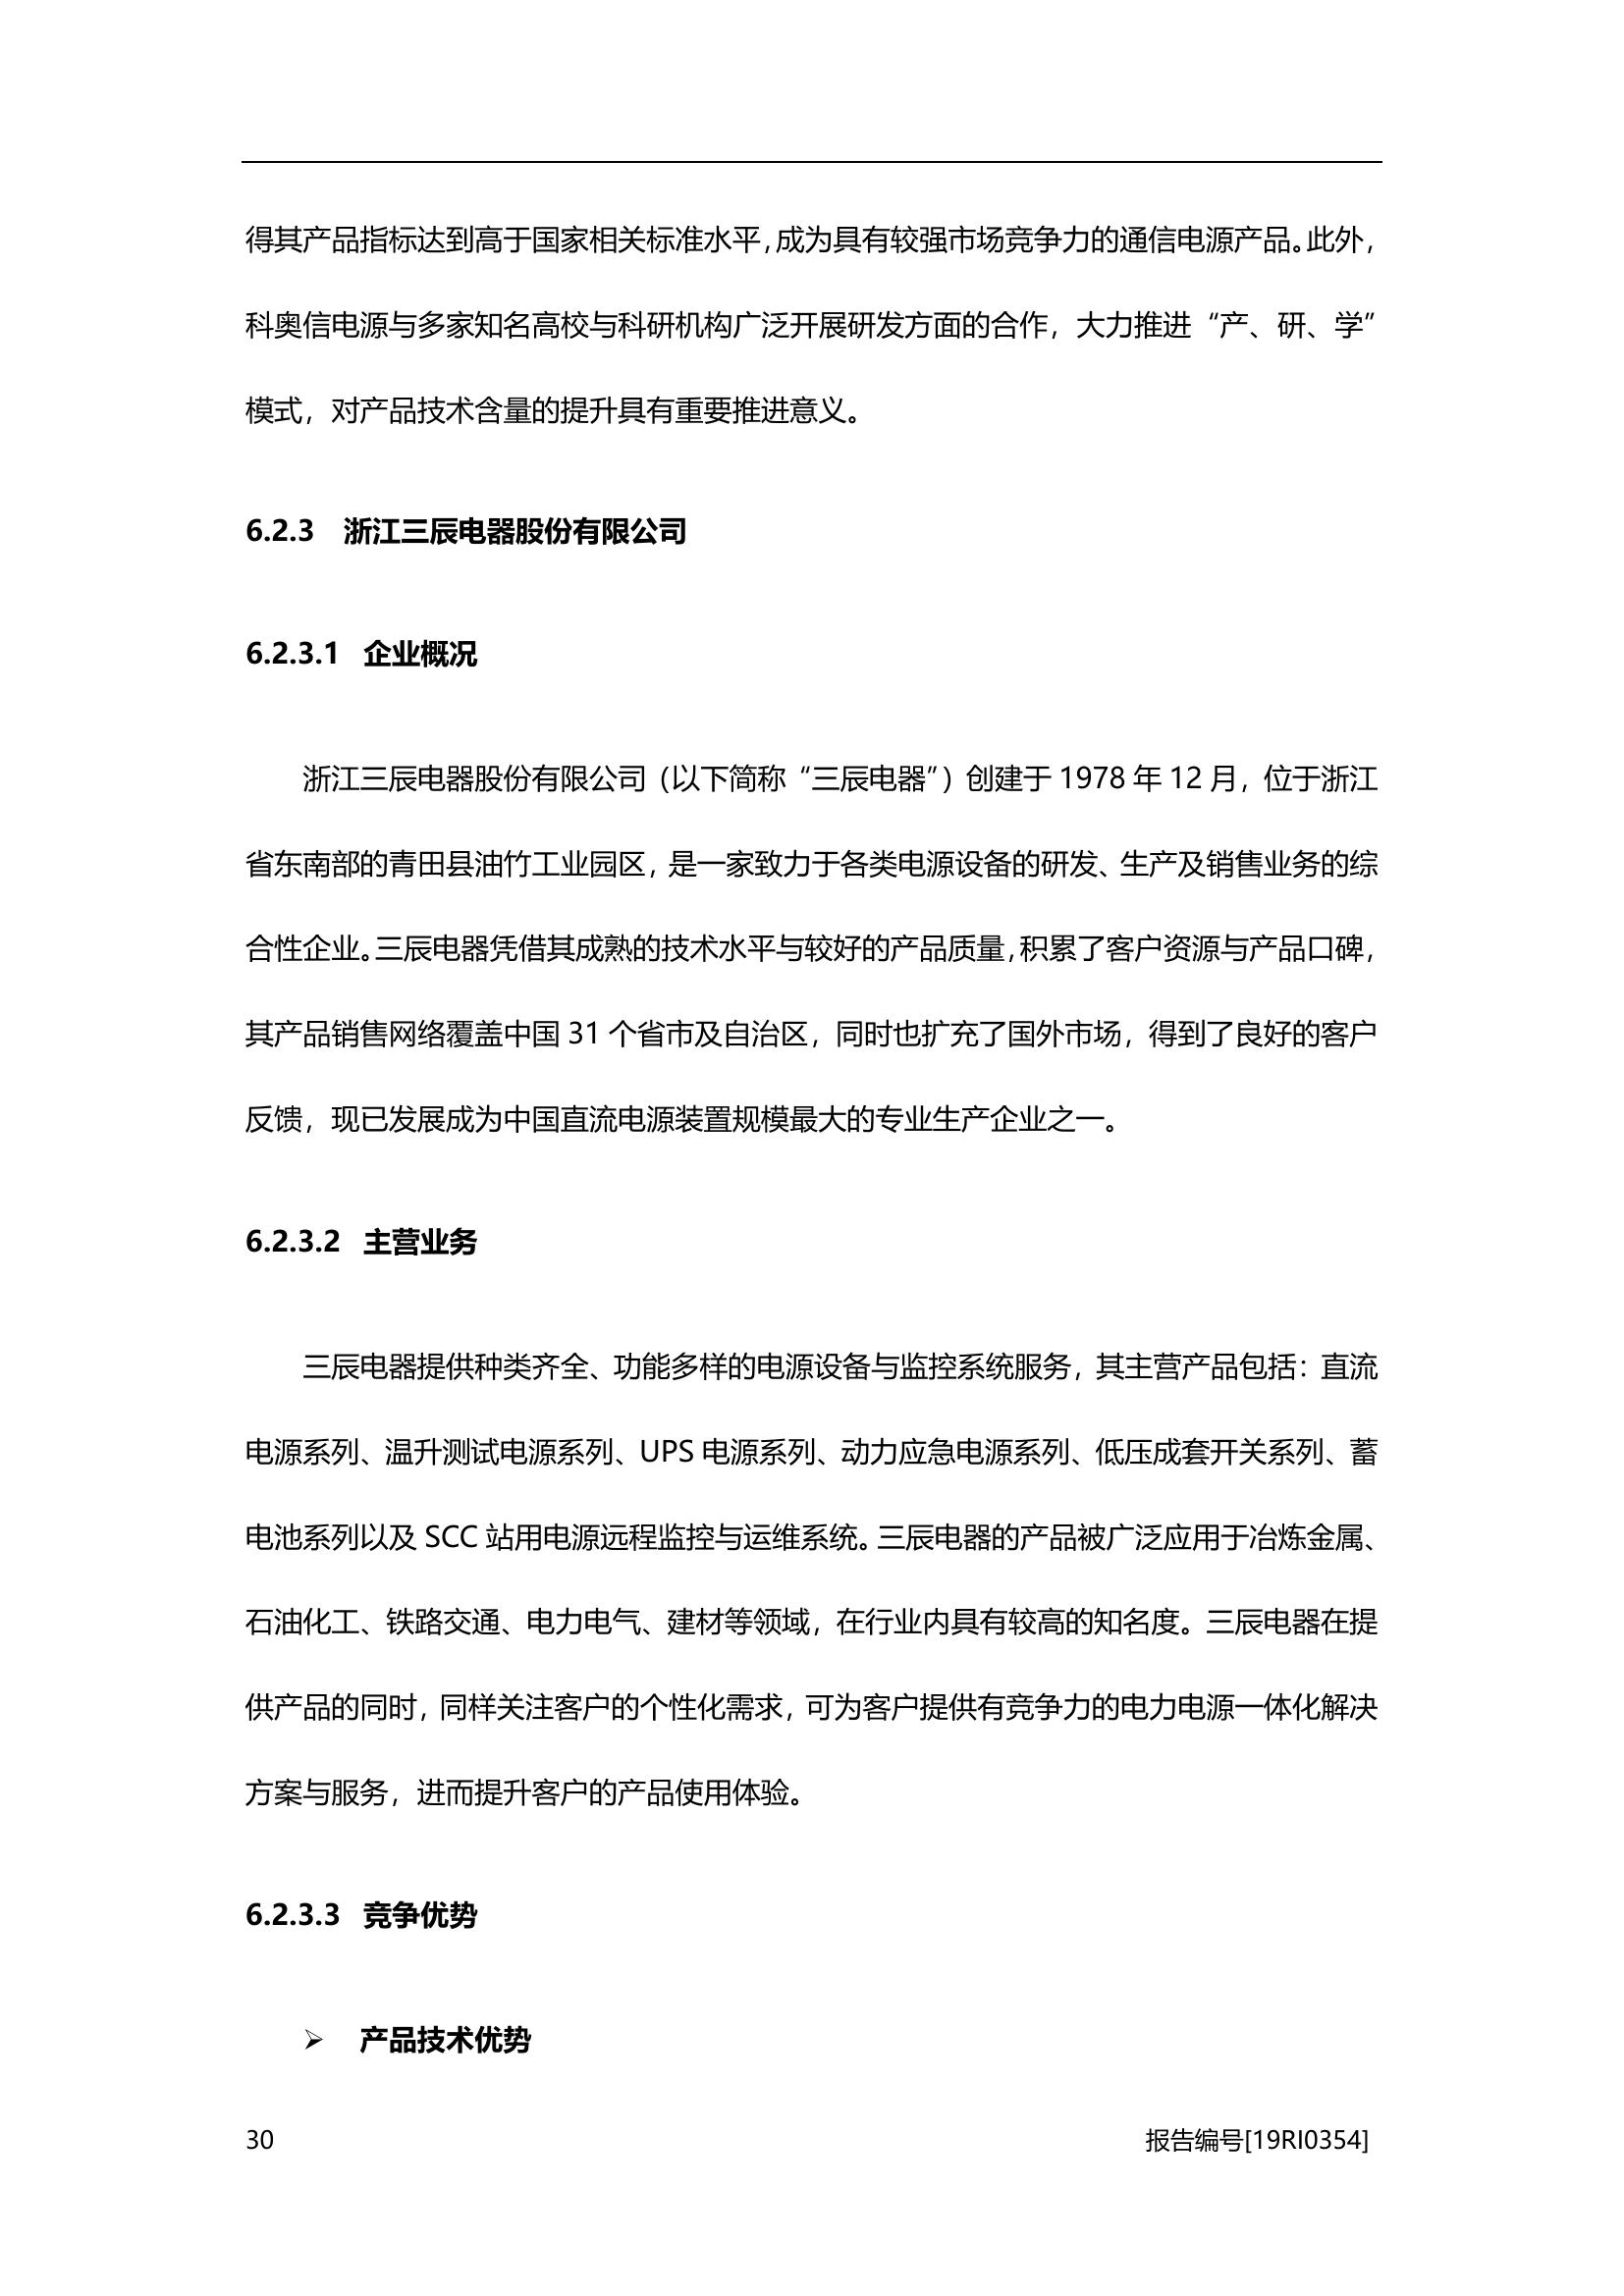 得其产品指标达到高于国家相关标准水平，成为具有较强市场竞争力的通信电源产品。此外，
科奥信电源与多家知名高校与科研机构广泛开展研发方面的合作，大力推进“产、研、学”
模式，对产品技术含量的提升具有重要推进意义。
6.2.3 浙江三辰电器股份有限公司
6.2.3.1 企业概况
浙江三辰电器股份有限公司（以下简称“三辰电器”）创建于 1978 年 12 月，位于浙江
省东南部的青田县油竹工业园区，是一家致力于各类电源设备的研发、生产及销售业务的综
合性企业。三辰电器凭借其成熟的技术水平与较好的产品质量，积累了客户资源与产品口碑，
其产品销售网络覆盖中国 31 个省市及自治区，同时也扩充了国外市场，得到了良好的客户
反馈，现已发展成为中国直流电源装置规模最大的专业生产企业之一。
6.2.3.2 主营业务
三辰电器提供种类齐全、功能多样的电源设备与监控系统服务，其主营产品包括：直流
电源系列、温升测试电源系列、UPS 电源系列、动力应急电源系列、低压成套开关系列、蓄
电池系列以及 SCC 站用电源远程监控与运维系统。三辰电器的产品被广泛应用于冶炼金属、
石油化工、铁路交通、电力电气、建材等领域，在行业内具有较高的知名度。三辰电器在提
供产品的同时，同样关注客户的个性化需求，可为客户提供有竞争力的电力电源一体化解决
方案与服务，进而提升客户的产品使用体验。
6.2.3.3 竞争优势
➢ 产品技术优势
30 报告编号[19RI0354]